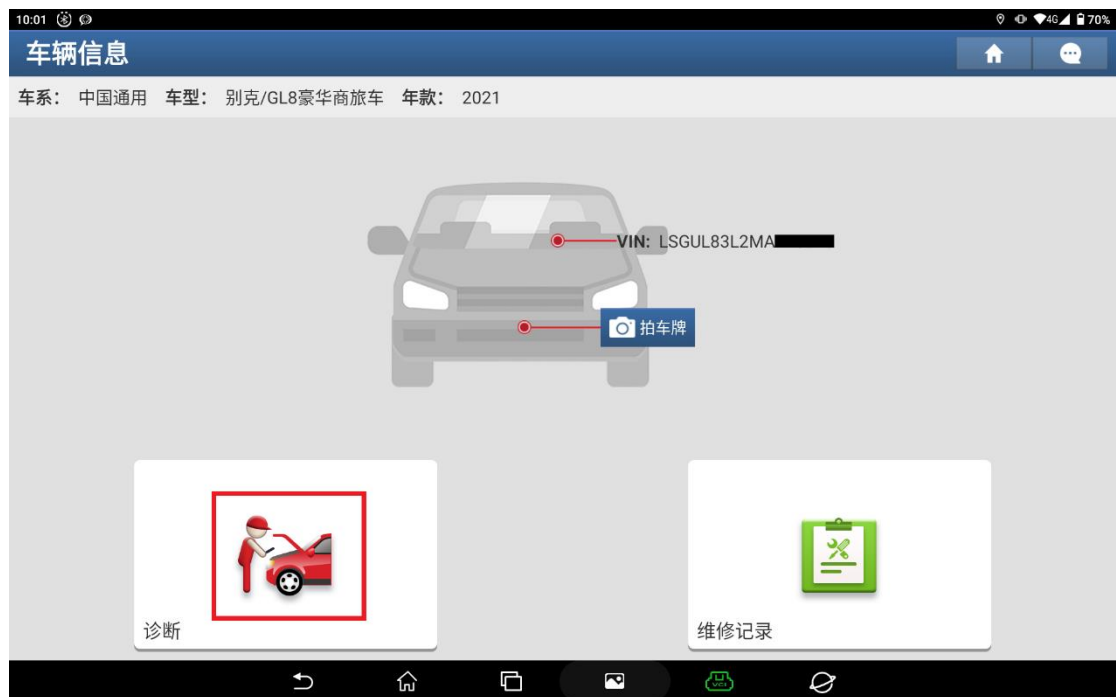 10:01 4G 70%
车辆信息
车系： 中国通用 车型： 别克/GL8豪华商旅车 年款： 2021
VIN: LSGUL83L2MA
拍车牌
诊断 维修记录
VCI